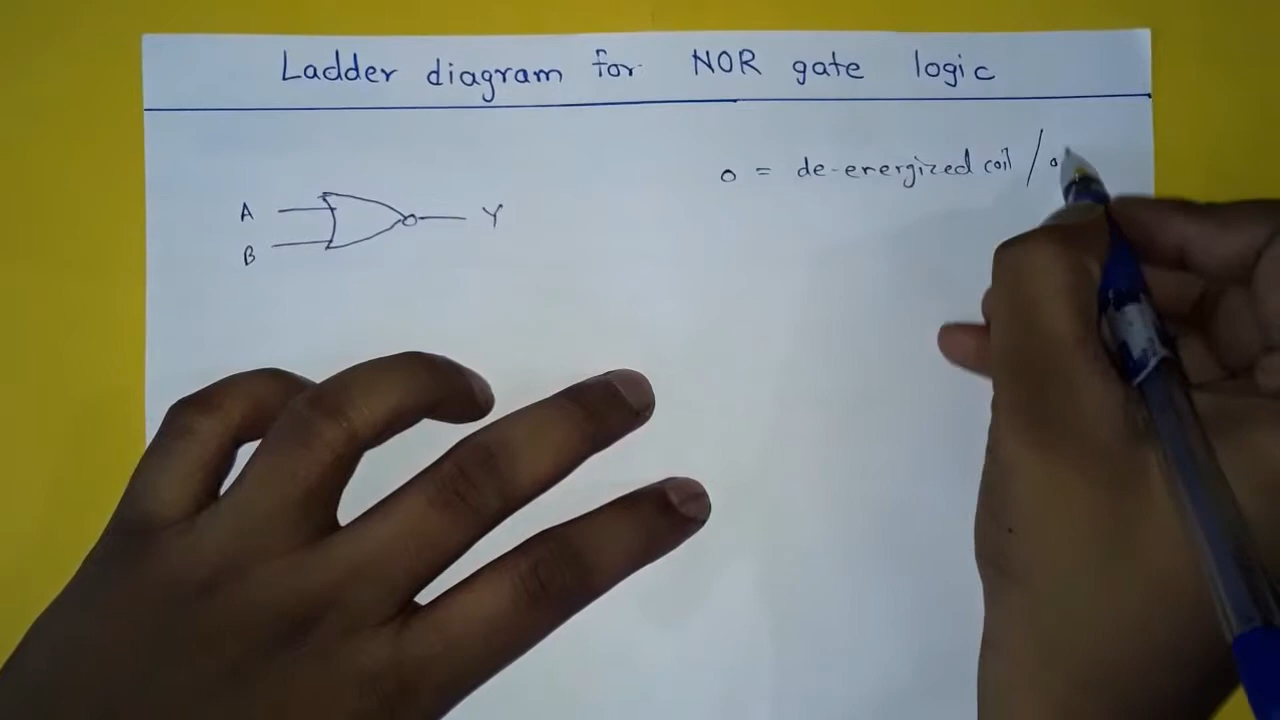 Ladder diagram for NOR gate logic
0 = de-energized coil / o
A
B
Y